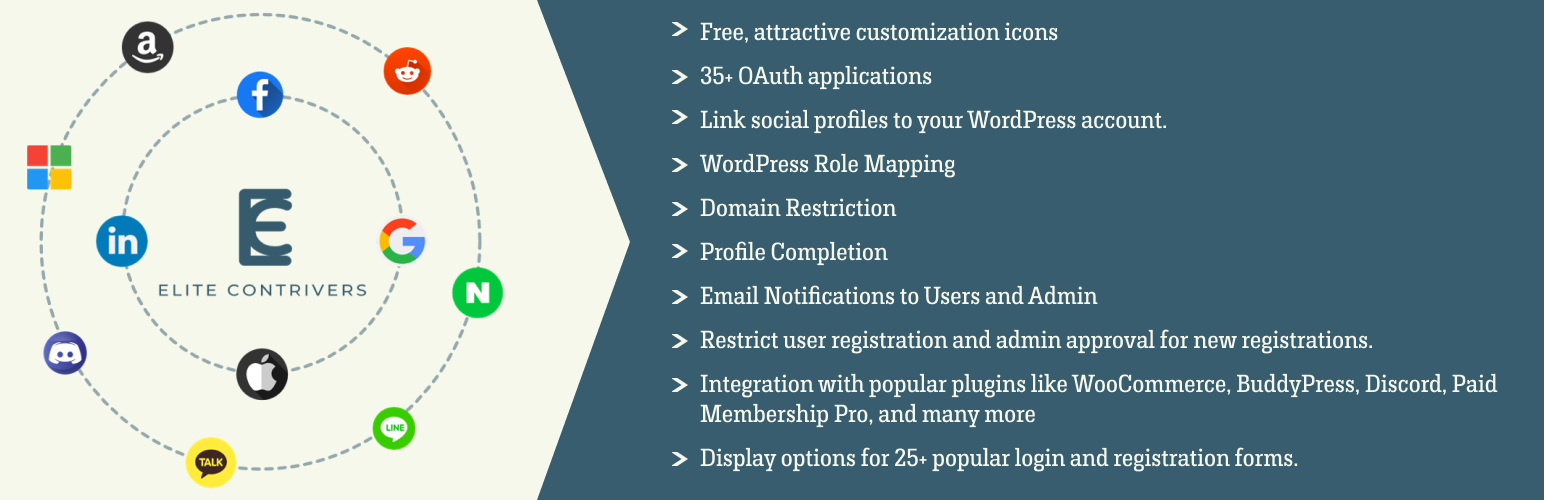 ELITE CONTRIVERS
in
N
LINE
TALK
Free, attractive customization icons
35+ OAuth applications
Link social profiles to your WordPress account.
WordPress Role Mapping
Domain Restriction
Profile Completion
Email Notifications to Users and Admin
Restrict user registration and admin approval for new registrations.
Integration with popular plugins like WooCommerce, BuddyPress, Discord, Paid
Membership Pro, and many more
Display options for 25+ popular login and registration forms.